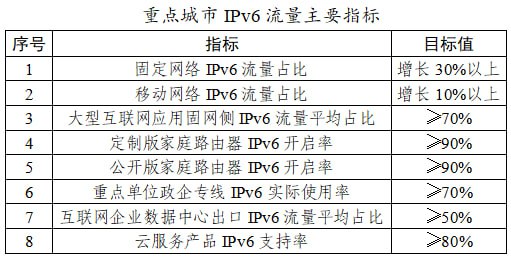 重点城市 IPv6 流量主要指标
序号 指标 目标值
1 固定网络 IPv6 流量占比 增长 30%以上
2 移动网络 IPv6 流量占比 增长 10%以上
3 大型互联网应用固网侧 IPv6 流量平均占比 ≥70%
4 定制版家庭路由器 IPv6 开启率 ≥90%
5 公开版家庭路由器 IPv6 开启率 ≥90%
6 重点单位政企专线 IPv6 实际使用率 ≥70%
7 互联网企业数据中心出口 IPv6 流量平均占比 ≥50%
8 云服务产品 IPv6 支持率 ≥80%